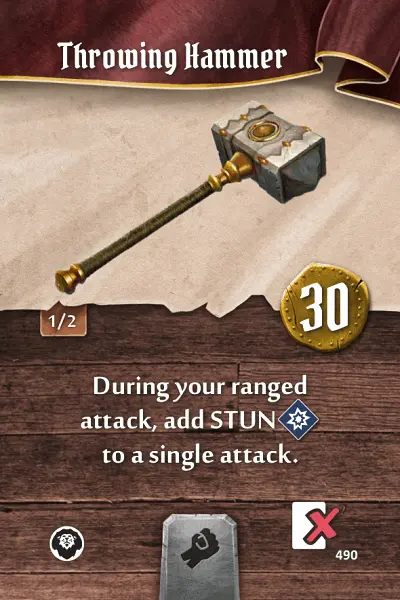 Throwing Hammer
30
1/2
During your ranged
attack, add STUN
to a single attack.
490